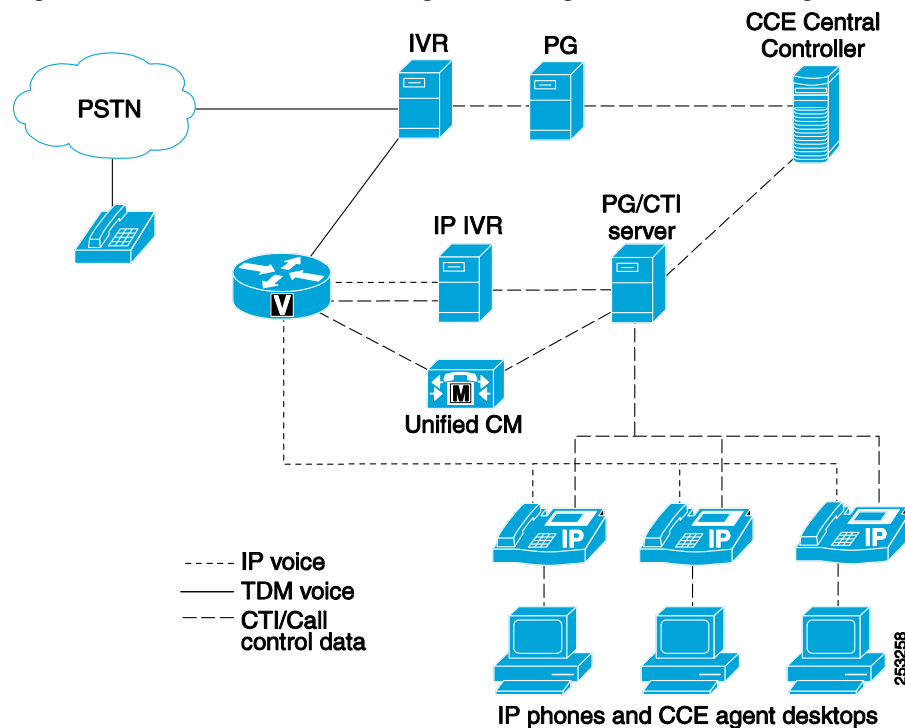 IVR
PG
CCE Central
Controller
PSTN
IP IVR
PG/CTI
server
V
M
Unified CM
IP
IP
IP
IP voice
TDM voice
CTI/Call
control data
253258
IP phones and CCE agent desktops